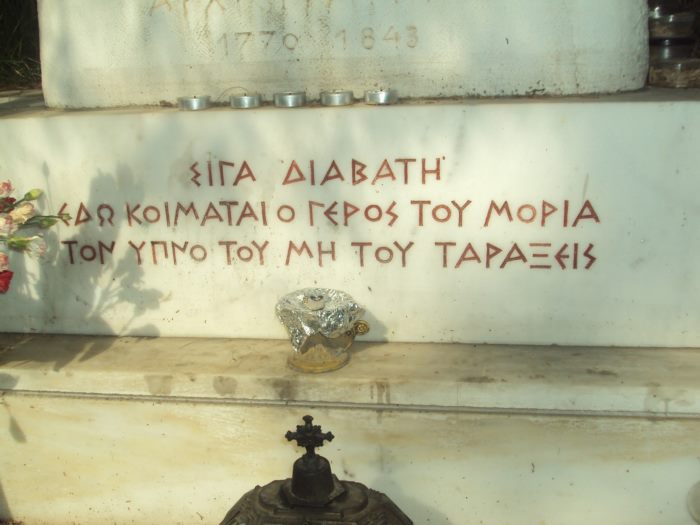 1770 1843
ΣΙΓΑ ΔΙΑΒΑΤΗ
ΕΔΩ ΚΟΙΜΑΤΑΙ Ο ΓΕΡΟΣ ΤΟΥ ΜΟΡΙΑ
ΤΟΝ ΥΠΝΟ ΤΟΥ ΜΗ ΤΟΥ ΤΑΡΑΞΕΙΣ